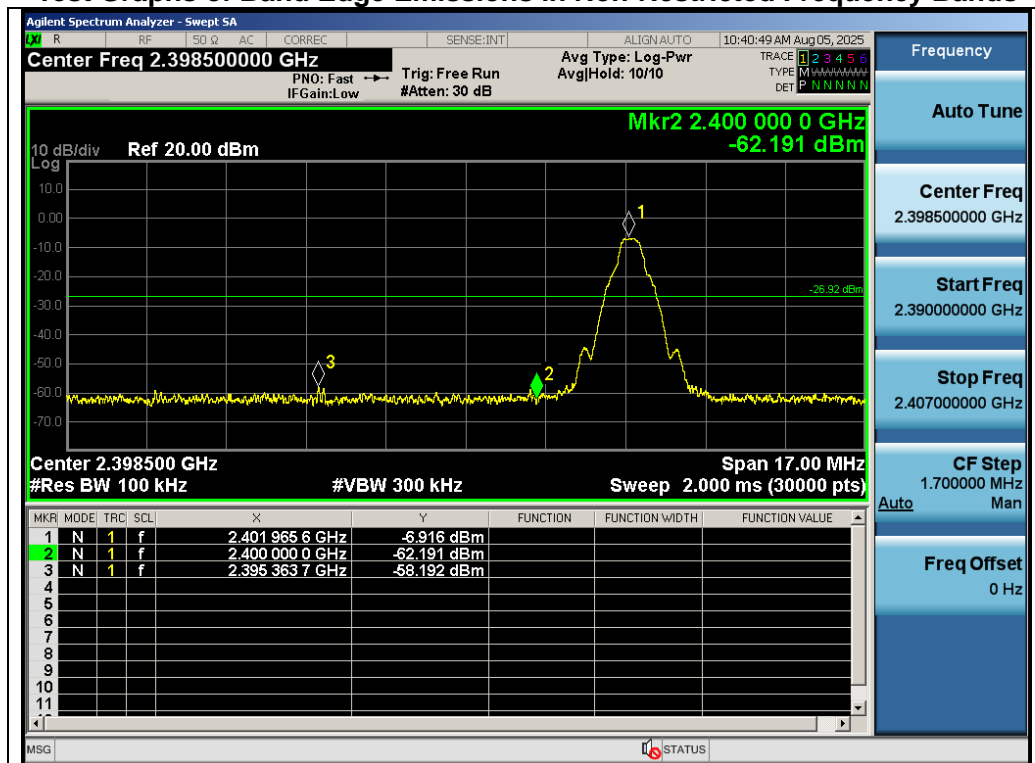 Test Graphs of Band Edge Emissions in Non-Restricted Frequency Bands
Agilent Spectrum Analyzer - Swept SA
LXI R RF 50 Ω AC CORREC SENSE:INT ALIGN AUTO 10:40:49 AM Aug 05, 2025
Center Freq 2.398500000 GHz
PNO: Fast
IFGain:Low
Trig: Free Run
#Atten: 30 dB
Avg Type: Log-Pwr
Avg|Hold: 10/10
TRACE 1 2 3 4 5 6
TYPE M
DET P N N N N N
Mkr2 2.400 000 0 GHz
-62.191 dBm
10 dB/div Ref 20.00 dBm
Log
10.0
0.00
-10.0
-20.0
-30.0
-40.0
-50.0
-60.0
-70.0
1
-26.92 dBm
3
2
Center 2.398500 GHz Span 17.00 MHz
#Res BW 100 kHz #VBW 300 kHz Sweep 2.000 ms (30000 pts)
MKR MODE TRC SCL X Y FUNCTION FUNCTION WIDTH FUNCTION VALUE
1 N 1 f 2.401 965 6 GHz -6.916 dBm
2 N 1 f 2.400 000 0 GHz -62.191 dBm
3 N 1 f 2.395 363 7 GHz -58.192 dBm
4
5
6
7
8
9
10
11
MSG STATUS
Frequency
Auto Tune
Center Freq
2.398500000 GHz
Start Freq
2.390000000 GHz
Stop Freq
2.407000000 GHz
CF Step
1.700000 MHz
Auto Man
Freq Offset
0 Hz